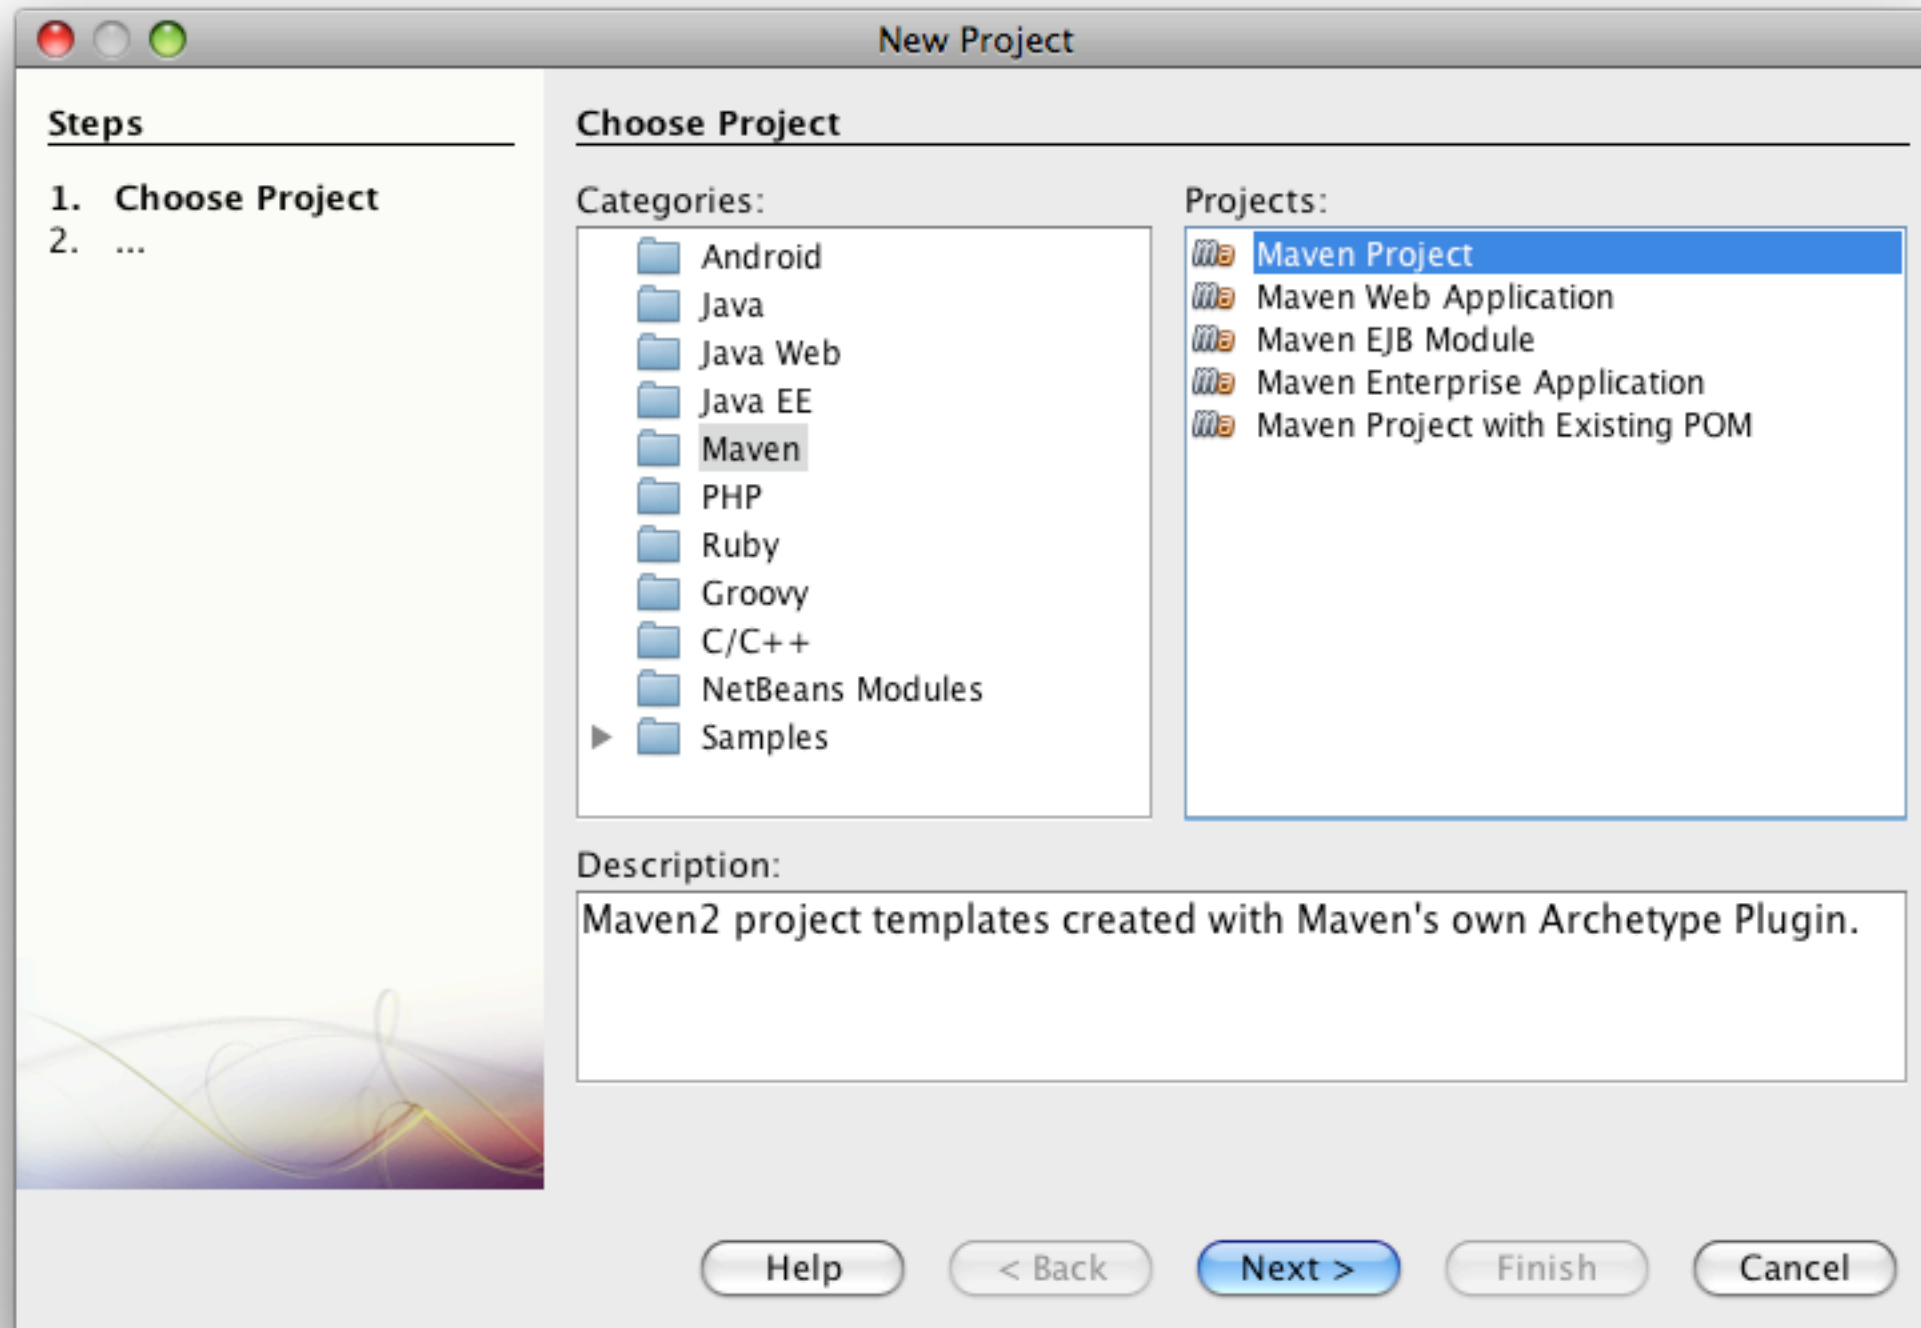 New Project
Steps
1. Choose Project
2. ...
Choose Project
Categories:
Android
Java
Java Web
Java EE
Maven
PHP
Ruby
Groovy
C/C++
NetBeans Modules
Samples
Projects:
Maven Project
Maven Web Application
Maven EJB Module
Maven Enterprise Application
Maven Project with Existing POM
Description:
Maven2 project templates created with Maven's own Archetype Plugin.
Help
< Back
Next >
Finish
Cancel